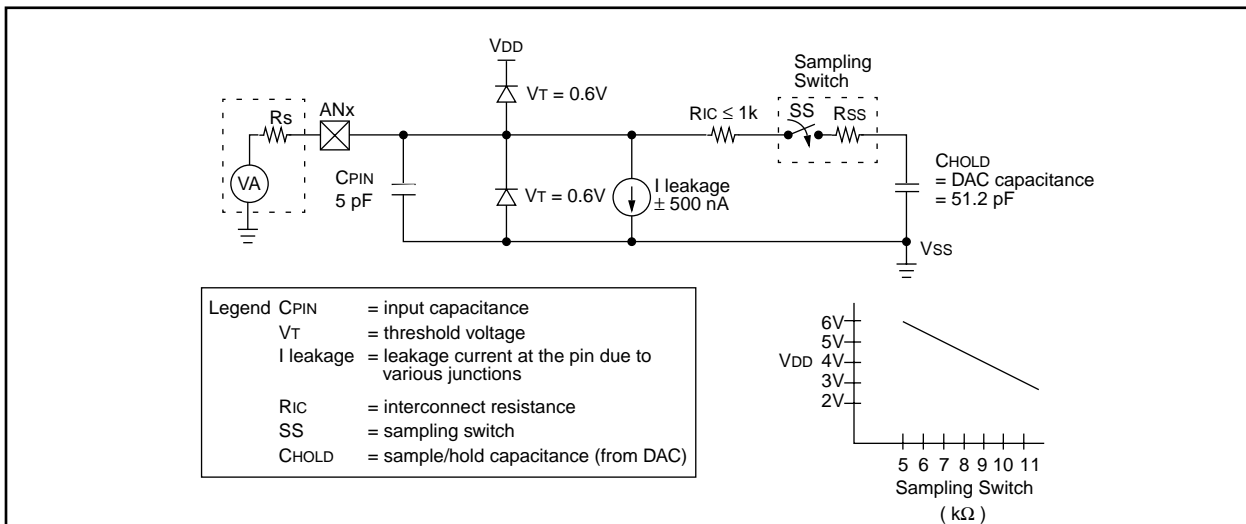 VDD
Sampling
Switch
VT = 0.6V
Rs
ANx
RIC ≤ 1k
SS
RSS
VA
CPIN
5 pF
VT = 0.6V
I leakage
± 500 nA
CHOLD
= DAC capacitance
= 51.2 pF
VSS
Legend CPIN = input capacitance
VT = threshold voltage
I leakage = leakage current at the pin due to
various junctions
RIC = interconnect resistance
SS = sampling switch
CHOLD = sample/hold capacitance (from DAC)
6V
5V
VDD 4V
3V
2V
5 6 7 8 9 10 11
Sampling Switch
( kΩ )